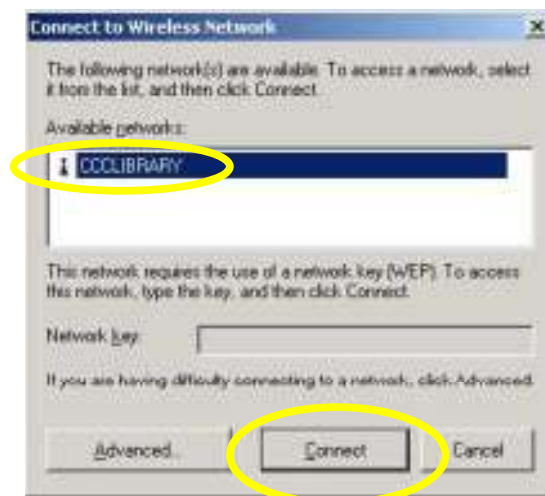 Connect to Wireless Network
The following network(s) are available. To access a network, select
it from the list, and then click Connect.
Available networks:
CCCLIBRARY
This network requires the use of a network key (WEP). To access
this network, type the key, and then click Connect.
Network key:
If you are having difficulty connecting to a network, click Advanced.
Advanced...
Connect
Cancel